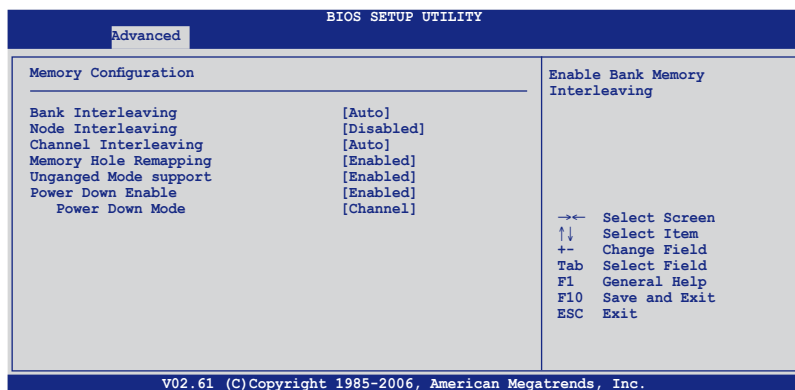 BIOS SETUP UTILITY
Advanced
Memory Configuration
Bank Interleaving [Auto]
Node Interleaving [Disabled]
Channel Interleaving [Auto]
Memory Hole Remapping [Enabled]
Unganged Mode support [Enabled]
Power Down Enable [Enabled]
Power Down Mode [Channel]
Enable Bank Memory
Interleaving
→← Select Screen
↑↓ Select Item
+- Change Field
Tab Select Field
F1 General Help
F10 Save and Exit
ESC Exit
V02.61 (C)Copyright 1985-2006, American Megatrends, Inc.